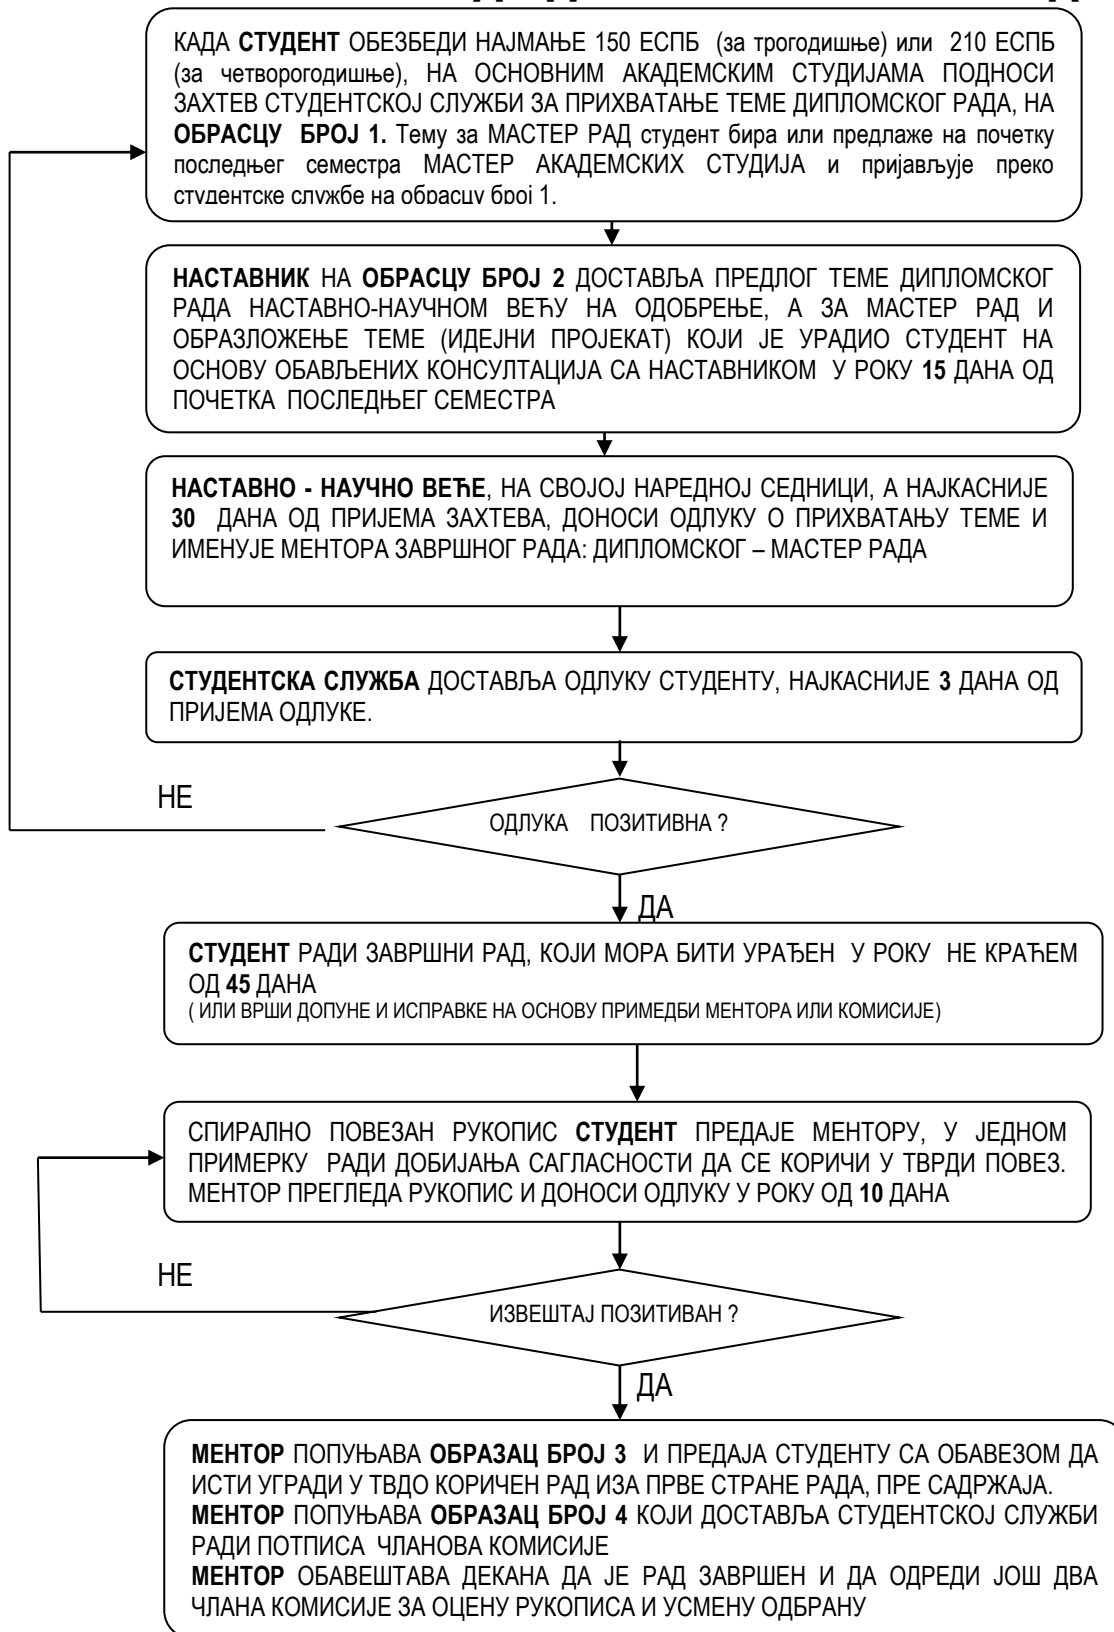 КАДА СТУДЕНТ ОБЕЗБЕДИ НАЈМАЊЕ 150 ЕСПБ (за трогодишње) или 210 ЕСПБ
(за четворогодишње), НА ОСНОВНИМ АКАДЕМСКИМ СТУДИЈАМА ПОДНОСИ
ЗАХТЕВ СТУДЕНТСКОЈ СЛУЖБИ ЗА ПРИХВАТАЊЕ ТЕМЕ ДИПЛОМСКОГ РАДА, НА
ОБРАСЦУ БРОЈ 1. Тему за МАСТЕР РАД студент бира или предлаже на почетку
последњег семестра МАСТЕР АКАДЕМСКИХ СТУДИЈА и пријављује преко
студентске службе на обрасцу број 1.
НАСТАВНИК НА ОБРАСЦУ БРОЈ 2 ДОСТАВЉА ПРЕДЛОГ ТЕМЕ ДИПЛОМСКОГ
РАДА НАСТАВНО-НАУЧНОМ ВЕЋУ НА ОДОБРЕЊЕ, А ЗА МАСТЕР РАД И
ОБРАЗЛОЖЕЊЕ ТЕМЕ (ИДЕЈНИ ПРОЈЕКАТ) КОЈИ ЈЕ УРАДИО СТУДЕНТ НА
ОСНОВУ ОБАВЉЕНИХ КОНСУЛТАЦИЈА СА НАСТАВНИКОМ У РОКУ 15 ДАНА ОД
ПОЧЕТКА ПОСЛЕДЊЕГ СЕМЕСТРА
НАСТАВНО - НАУЧНО ВЕЋЕ, НА СВОЈОЈ НАРЕДНОЈ СЕДНИЦИ, А НАЈКАСНИЈЕ
30 ДАНА ОД ПРИЈЕМА ЗАХТЕВА, ДОНОСИ ОДЛУКУ О ПРИХВАТАЊУ ТЕМЕ И
ИМЕНУЈЕ МЕНТОРА ЗАВРШНОГ РАДА: ДИПЛОМСКОГ – МАСТЕР РАДА
СТУДЕНТСКА СЛУЖБА ДОСТАВЉА ОДЛУКУ СТУДЕНТУ, НАЈКАСНИЈЕ 3 ДАНА ОД
ПРИЈЕМА ОДЛУКЕ.
НЕ
ОДЛУКА ПОЗИТИВНА ?
ДА
СТУДЕНТ РАДИ ЗАВРШНИ РАД, КОЈИ МОРА БИТИ УРАЂЕН У РОКУ НЕ КРАЋЕМ
ОД 45 ДАНА
( ИЛИ ВРШИ ДОПУНЕ И ИСПРАВКЕ НА ОСНОВУ ПРИМЕДБИ МЕНТОРА ИЛИ КОМИСИЈЕ)
СПИРАЛНО ПОВЕЗАН РУКОПИС СТУДЕНТ ПРЕДАЈЕ МЕНТОРУ, У ЈЕДНОМ
ПРИМЕРКУ РАДИ ДОБИЈАЊА САГЛАСНОСТИ ДА СЕ КОРИЧИ У ТВРДИ ПОВЕЗ.
МЕНТОР ПРЕГЛЕДА РУКОПИС И ДОНОСИ ОДЛУКУ У РОКУ ОД 10 ДАНА
НЕ
ИЗВЕШТАЈ ПОЗИТИВАН ?
ДА
МЕНТОР ПОПУЊАВА ОБРАЗАЦ БРОЈ 3 И ПРЕДАЈА СТУДЕНТУ СА ОБАВЕЗОМ ДА
ИСТИ УГРАДИ У ТВДО КОРИЧЕН РАД ИЗА ПРВЕ СТРАНЕ РАДА, ПРЕ САДРЖАЈА.
МЕНТОР ПОПУЊАВА ОБРАЗАЦ БРОЈ 4 КОЈИ ДОСТАВЉА СТУДЕНТСКОЈ СЛУЖБИ
РАДИ ПОТПИСА ЧЛАНОВА КОМИСИЈЕ
МЕНТОР ОБАВЕШТАВА ДЕКАНА ДА ЈЕ РАД ЗАВРШЕН И ДА ОДРЕДИ ЈОШ ДВА
ЧЛАНА КОМИСИЈЕ ЗА ОЦЕНУ РУКОПИСА И УСМЕНУ ОДБРАНУ